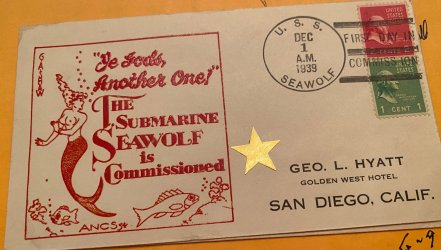 GAIRAW
"Ye Gods,
Another One!"
THE
SUBMARINE
SEAWOLF
is
Commissioned
ANCS
U. S. S.
DEC
1
A.M.
1939
SEAWOLF
FIRST DAY IN
COMMISSION
1 CENT 1
GEO. L. HYATT
GOLDEN WEST HOTEL
SAN DIEGO, CALIF.